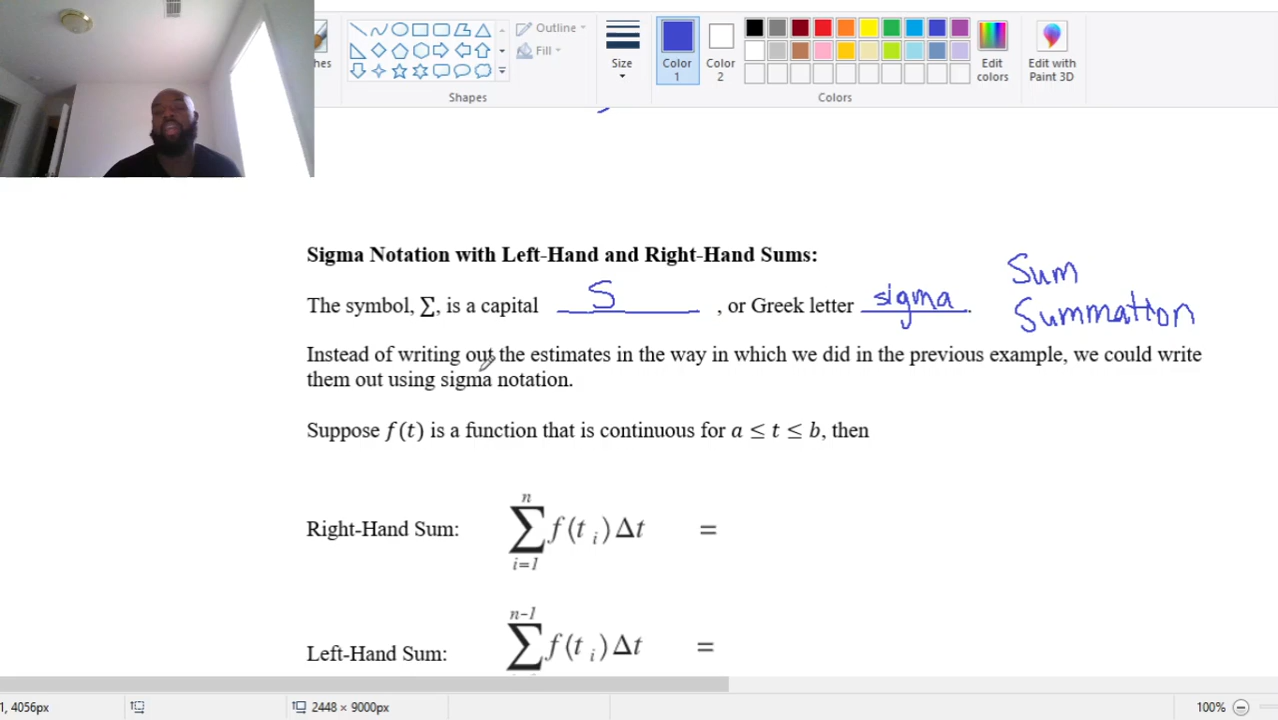 Outline
Fill
hes
Size
Color
1
Color
2
Edit
colors
Edit with
Paint 3D
Shapes
Colors
Sigma Notation with Left-Hand and Right-Hand Sums:
Sum
The symbol, Σ, is a capital S, or Greek letter sigma.
Summation
Instead of writing out the estimates in the way in which we did in the previous example, we could write
them out using sigma notation.
Suppose f(t) is a function that is continuous for a ≤ t ≤ b, then
n
Right-Hand Sum: ∑ f(t i) Δt =
i=1
n−1
Left-Hand Sum: ∑ f(t i) Δt =
1, 4056px
2448 × 9000px
100%